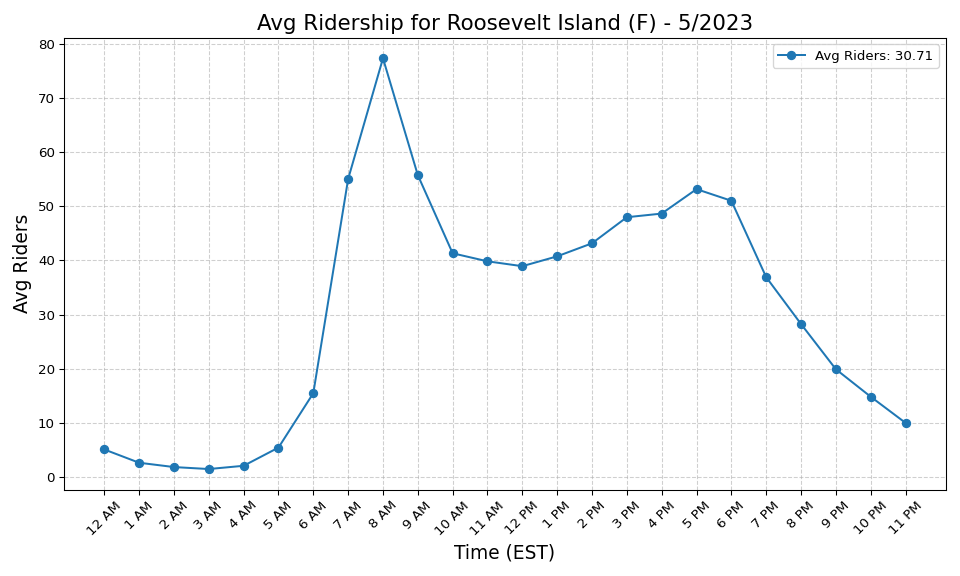 Avg Ridership for Roosevelt Island (F) - 5/2023
Avg Riders: 30.71
Avg Riders
80
70
60
50
40
30
20
10
0
12 AM
1 AM
2 AM
3 AM
4 AM
5 AM
6 AM
7 AM
8 AM
9 AM
10 AM
11 AM
12 PM
1 PM
2 PM
3 PM
4 PM
5 PM
6 PM
7 PM
8 PM
9 PM
10 PM
11 PM
Time (EST)